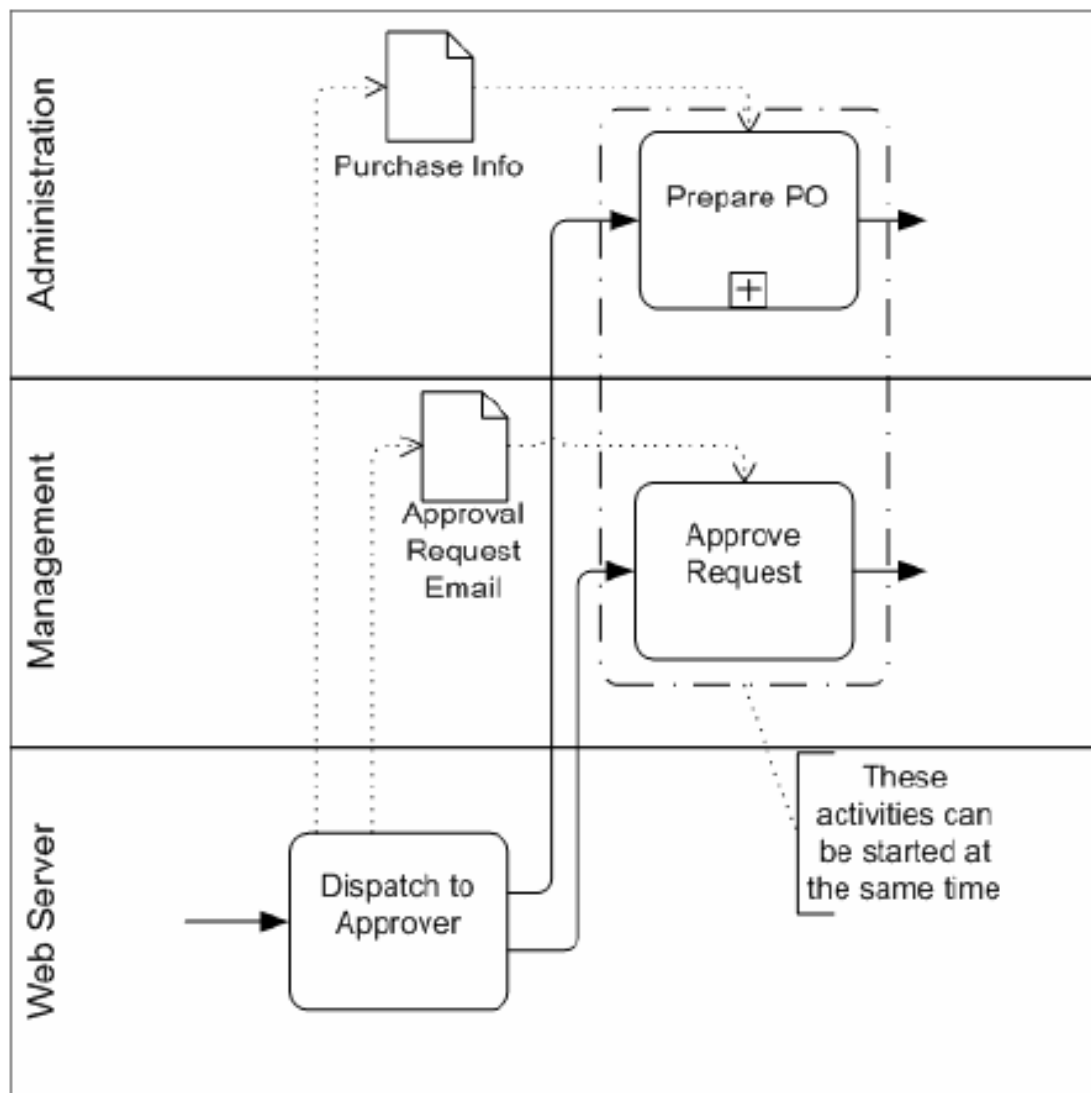 Administration
Purchase Info
Prepare PO
Management
Approval
Request
Email
Approve
Request
Web Server
Dispatch to
Approver
These
activities can
be started at
the same time